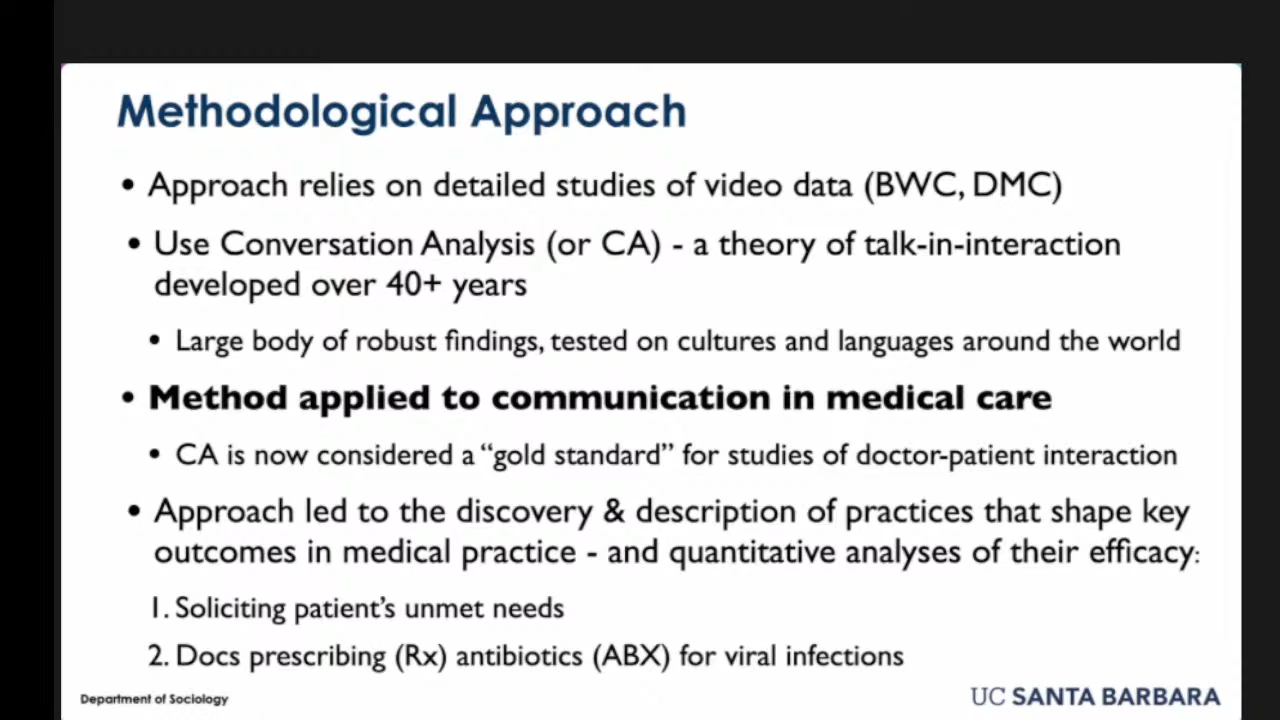 Methodological Approach
• Approach relies on detailed studies of video data (BWC, DMC)
• Use Conversation Analysis (or CA) - a theory of talk-in-interaction
developed over 40+ years
• Large body of robust findings, tested on cultures and languages around the world
• Method applied to communication in medical care
• CA is now considered a “gold standard” for studies of doctor-patient interaction
• Approach led to the discovery & description of practices that shape key
outcomes in medical practice - and quantitative analyses of their efficacy:
1. Soliciting patient’s unmet needs
2. Docs prescribing (Rx) antibiotics (ABX) for viral infections
Department of Sociology
UC SANTA BARBARA